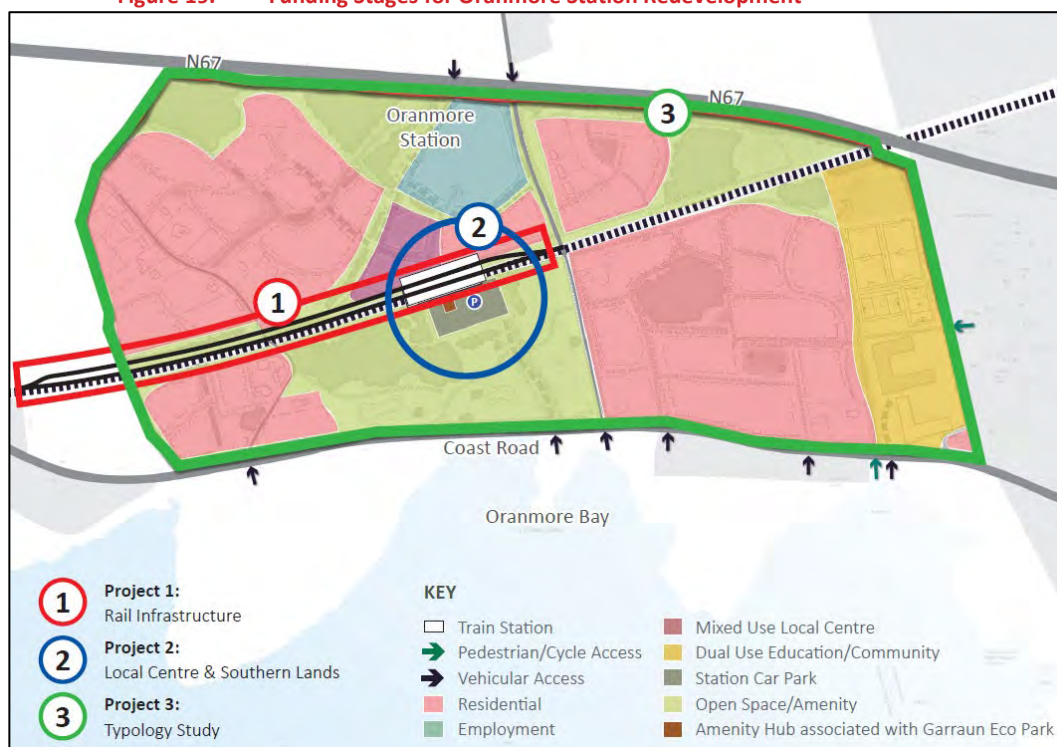 Figure 19: Funding Stages for Oranmore Station Redevelopment
N67
N67
Oranmore
Station
3
2
1
P
Coast Road
Oranmore Bay
1
Project 1:
Rail Infrastructure
2
Project 2:
Local Centre & Southern Lands
3
Project 3:
Typology Study
KEY
Train Station
Pedestrian/Cycle Access
Vehicular Access
Residential
Employment
Mixed Use Local Centre
Dual Use Education/Community
Station Car Park
Open Space/Amenity
Amenity Hub associated with Garraun Eco Park